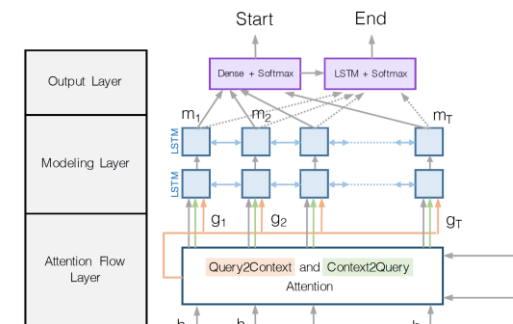 Start End
Output Layer
Dense + Softmax LSTM + Softmax
m1 m2 mT
Modeling Layer
LSTM
LSTM
g1 g2 gT
Attention Flow
Layer
Query2Context and Context2Query
Attention